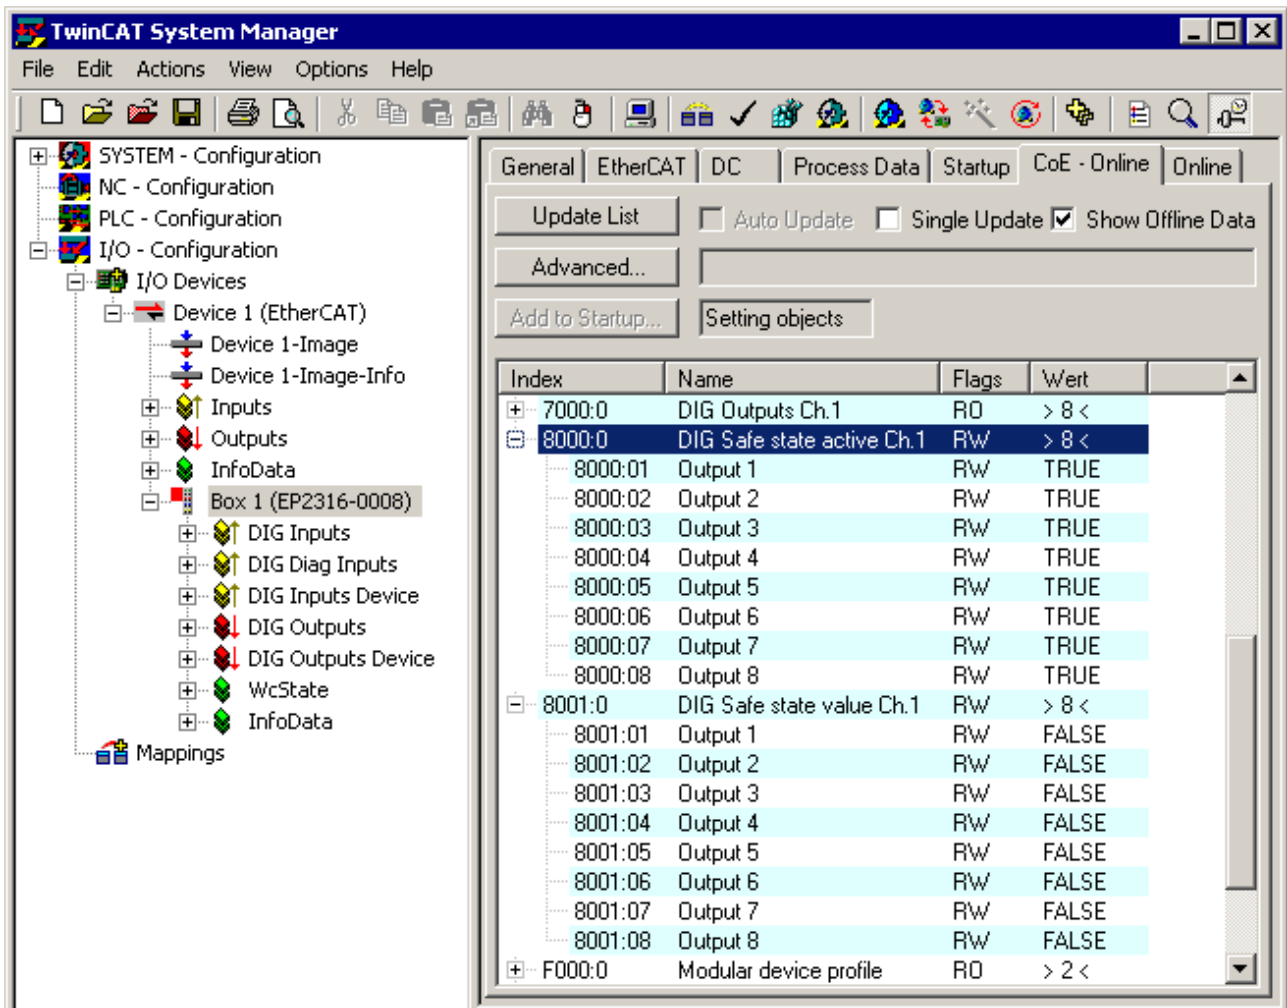 TwinCAT System Manager
File Edit Actions View Options Help
SYSTEM - Configuration
NC - Configuration
PLC - Configuration
I/O - Configuration
I/O Devices
Device 1 (EtherCAT)
Device 1-Image
Device 1-Image-Info
Inputs
Outputs
InfoData
Box 1 (EP2316-0008)
DIG Inputs
DIG Diag Inputs
DIG Inputs Device
DIG Outputs
DIG Outputs Device
WcState
InfoData
Mappings
General EtherCAT DC Process Data Startup CoE - Online Online
Update List Auto Update Single Update Show Offline Data
Advanced...
Add to Startup... Setting objects
Index Name Flags Wert
7000:0 DIG Outputs Ch.1 RO > 8 <
8000:0 DIG Safe state active Ch.1 RW > 8 <
8000:01 Output 1 RW TRUE
8000:02 Output 2 RW TRUE
8000:03 Output 3 RW TRUE
8000:04 Output 4 RW TRUE
8000:05 Output 5 RW TRUE
8000:06 Output 6 RW TRUE
8000:07 Output 7 RW TRUE
8000:08 Output 8 RW TRUE
8001:0 DIG Safe state value Ch.1 RW > 8 <
8001:01 Output 1 RW FALSE
8001:02 Output 2 RW FALSE
8001:03 Output 3 RW FALSE
8001:04 Output 4 RW FALSE
8001:05 Output 5 RW FALSE
8001:06 Output 6 RW FALSE
8001:07 Output 7 RW FALSE
8001:08 Output 8 RW FALSE
F000:0 Modular device profile RO > 2 <